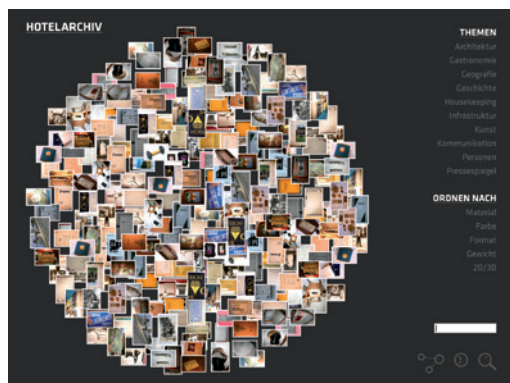 HOTELARCHIV
THEMEN
Architektur
Gastronomie
Geografie
Geschichte
Housekeeping
Infrastruktur
Kunst
Kommunikation
Personen
Pressespiegel
ORDNEN NACH
Material
Farbe
Format
Gewicht
2D/3D